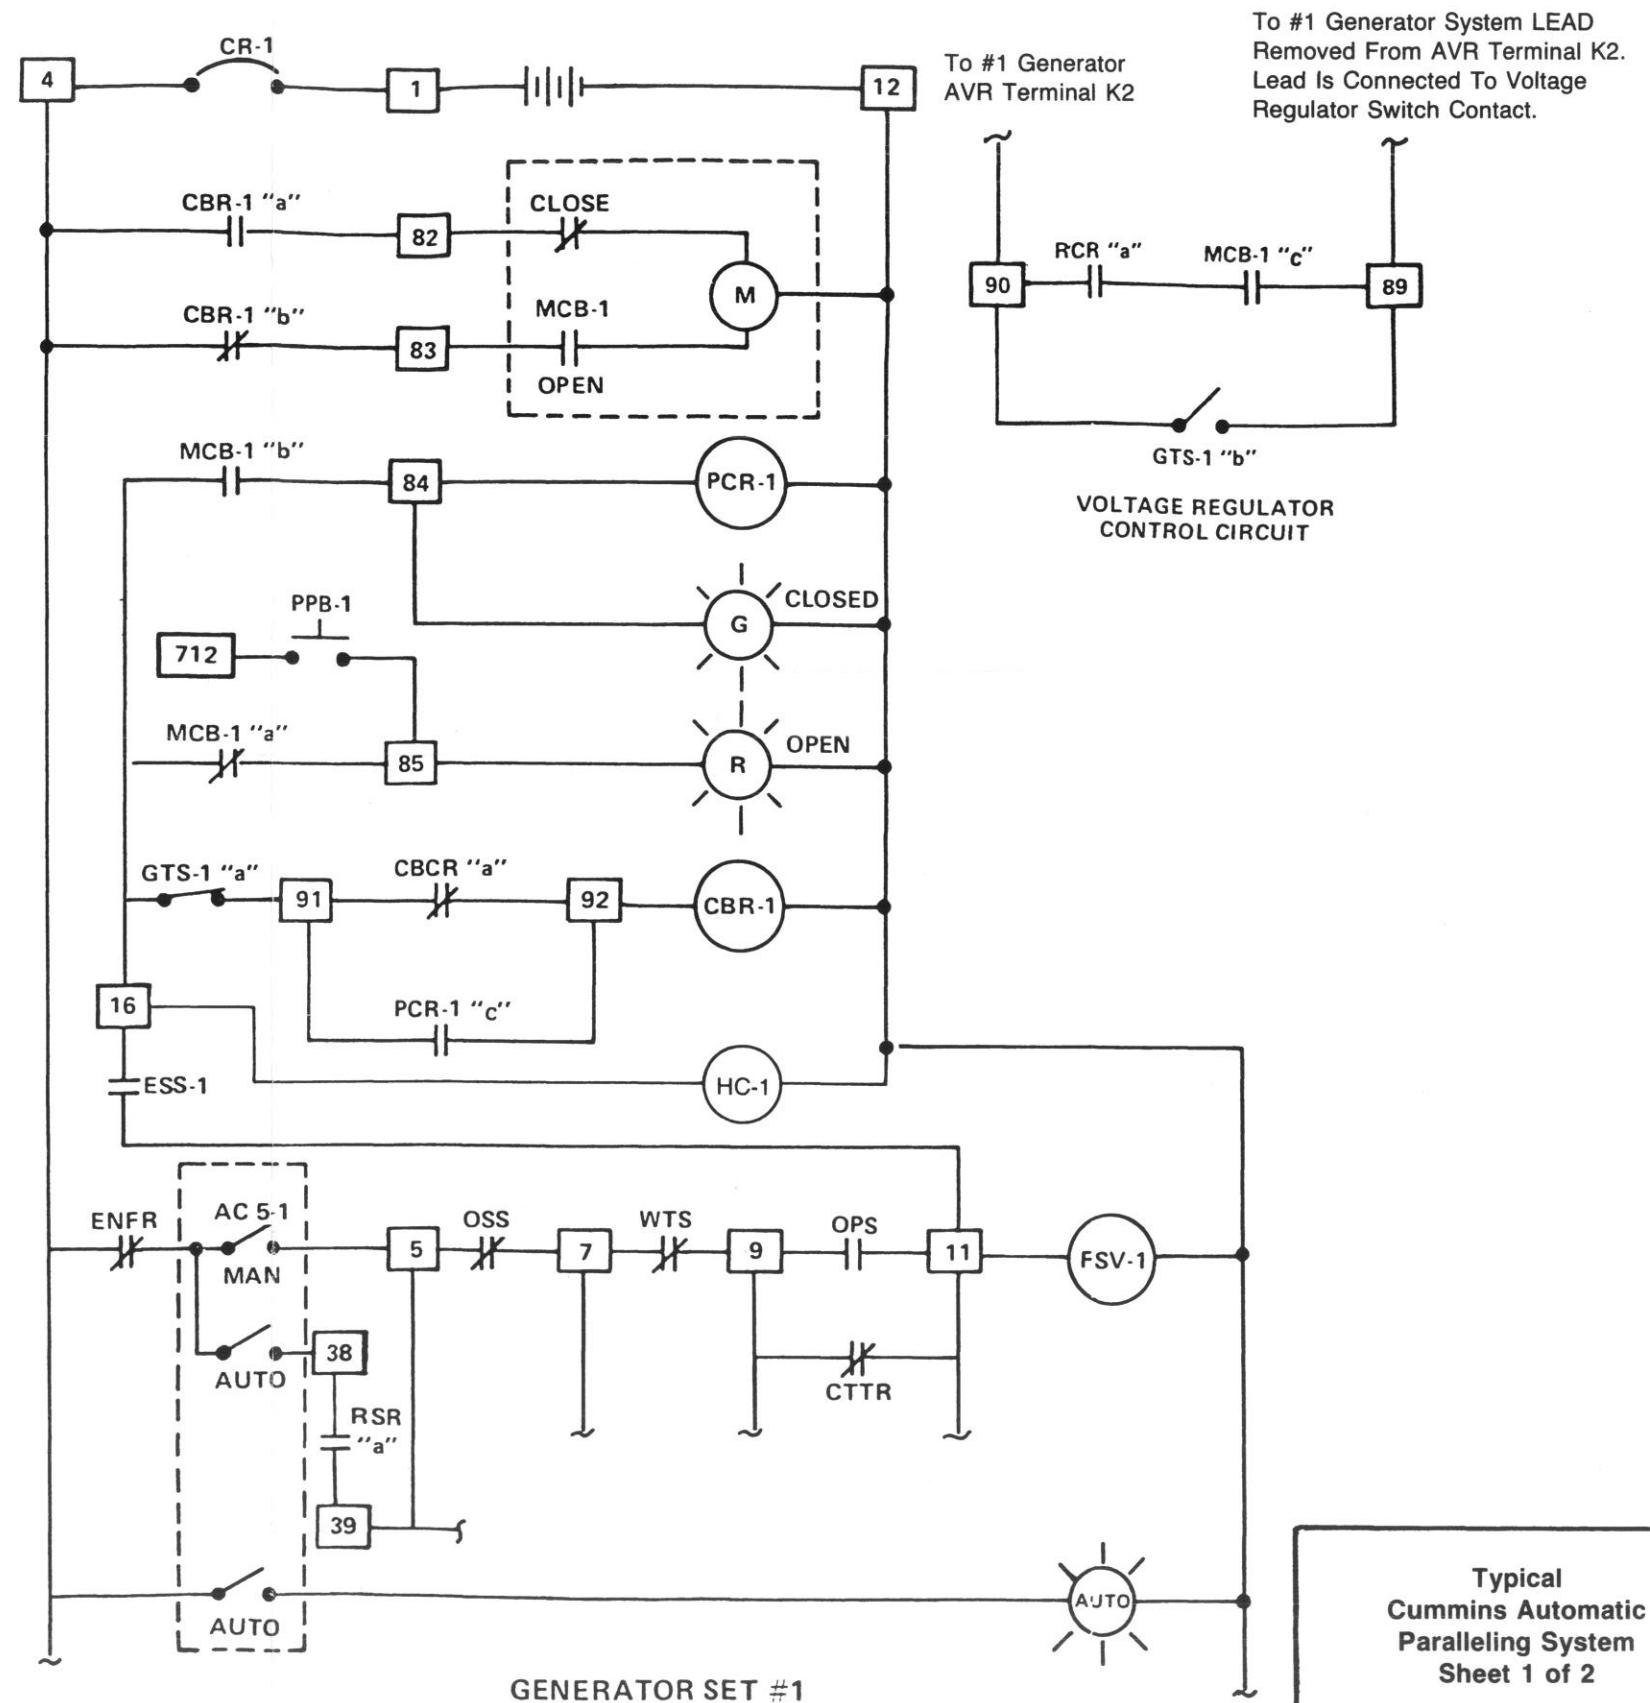 To #1 Generator System LEAD
Removed From AVR Terminal K2.
Lead Is Connected To Voltage
Regulator Switch Contact.
To #1 Generator
AVR Terminal K2
CR-1
4
1
12
CBR-1 "a"
82
CLOSE
M
CBR-1 "b"
83
MCB-1
OPEN
RCR "a"
MCB-1 "c"
90
89
GTS-1 "b"
VOLTAGE REGULATOR
CONTROL CIRCUIT
MCB-1 "b"
84
PCR-1
G
CLOSED
PPB-1
712
MCB-1 "a"
85
R
OPEN
GTS-1 "a"
91
CBCR "a"
92
CBR-1
PCR-1 "c"
16
ESS-1
HC-1
ENFR
AC 5-1
MAN
5
OSS
7
WTS
9
OPS
11
FSV-1
AUTO
38
CTTR
RSR
"a"
39
AUTO
AUTO
GENERATOR SET #1
Typical
Cummins Automatic
Paralleling System
Sheet 1 of 2